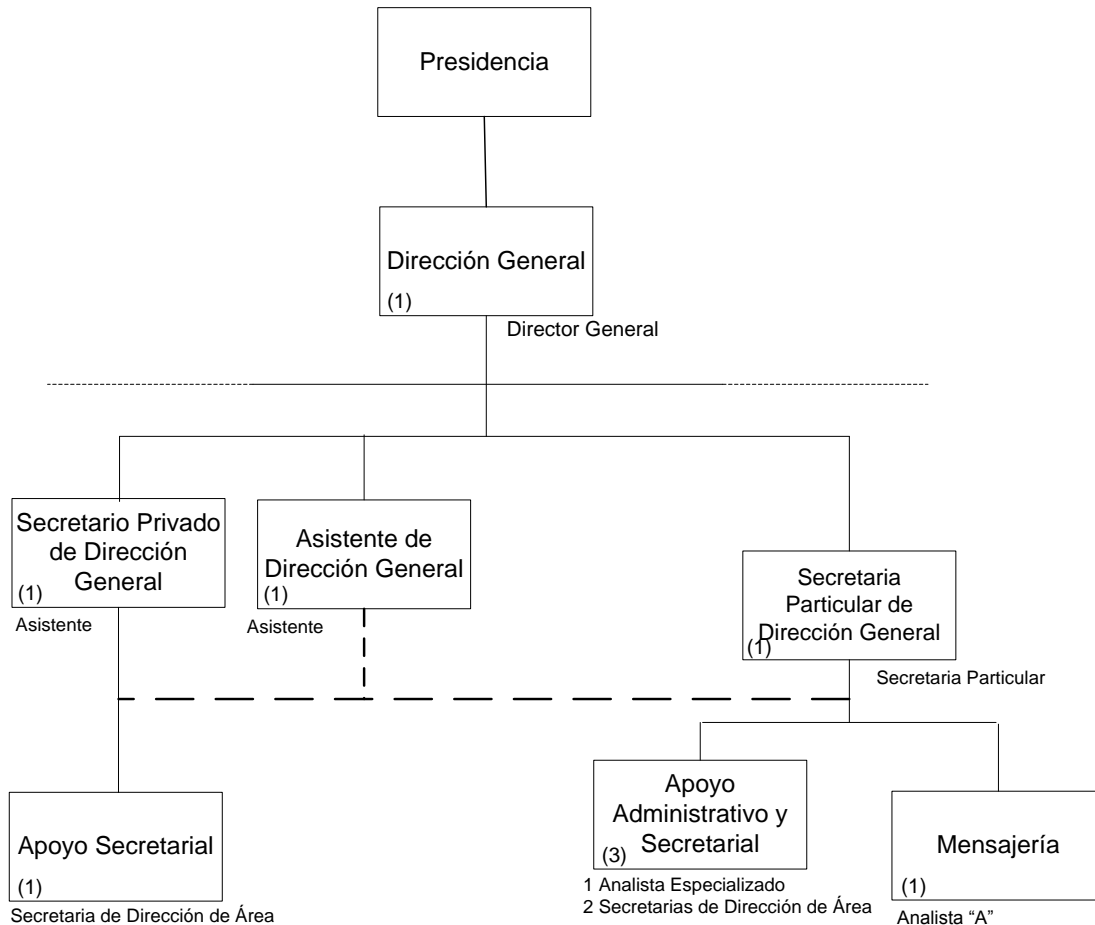 Presidencia
Dirección General
(1)
Director General
Secretario Privado
de Dirección
General
(1)
Asistente
Asistente de
Dirección General
(1)
Asistente
Secretaria
Particular de
Dirección General
(1)
Secretaria Particular
Apoyo Secretarial
(1)
Secretaria de Dirección de Área
Apoyo
Administrativo y
Secretarial
(3)
1 Analista Especializado
2 Secretarias de Dirección de Área
Mensajería
(1)
Analista “A”